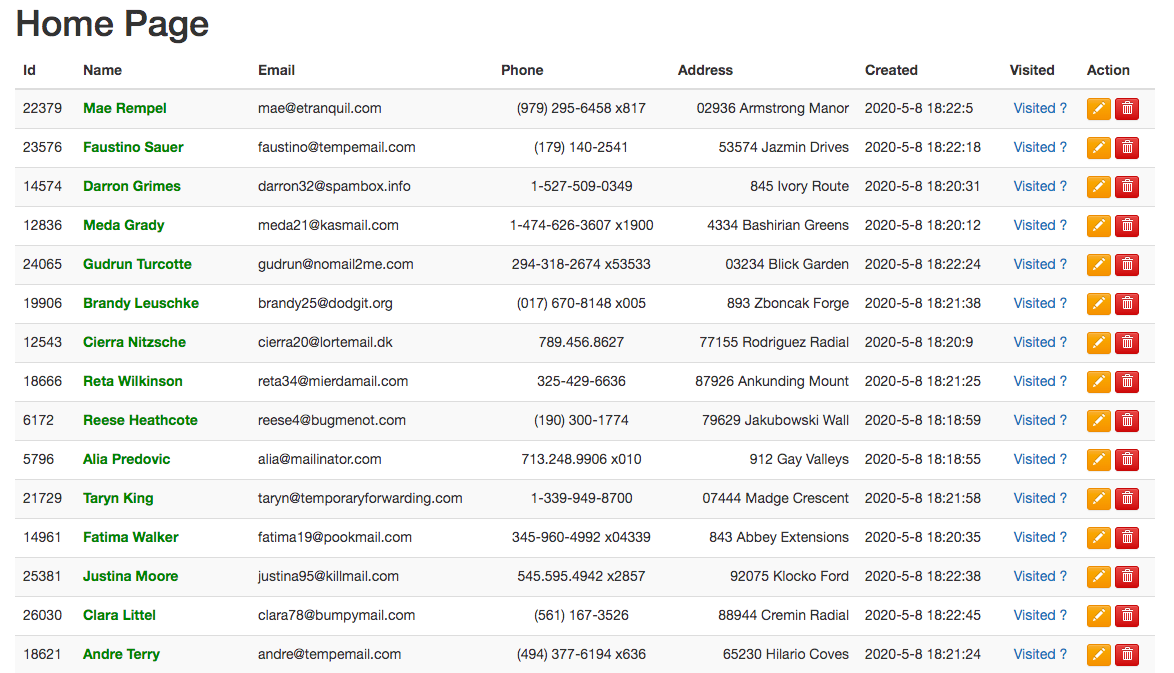 Home Page
Id Name Email Phone Address Created Visited Action
22379 Mae Rempel mae@etranquil.com (979) 295-6458 x817 02936 Armstrong Manor 2020-5-8 18:22:5 Visited ?
23576 Faustino Sauer faustino@tempemail.com (179) 140-2541 53574 Jazmin Drives 2020-5-8 18:22:18 Visited ?
14574 Darron Grimes darron32@spambox.info 1-527-509-0349 845 Ivory Route 2020-5-8 18:20:31 Visited ?
12836 Meda Grady meda21@kasmail.com 1-474-626-3607 x1900 4334 Bashirian Greens 2020-5-8 18:20:12 Visited ?
24065 Gudrun Turcotte gudrun@nomail2me.com 294-318-2674 x53533 03234 Blick Garden 2020-5-8 18:22:24 Visited ?
19906 Brandy Leuschke brandy25@dodgit.org (017) 670-8148 x005 893 Zboncak Forge 2020-5-8 18:21:38 Visited ?
12543 Cierra Nitzsche cierra20@lortemail.dk 789.456.8627 77155 Rodriguez Radial 2020-5-8 18:20:9 Visited ?
18666 Reta Wilkinson reta34@mierdamail.com 325-429-6636 87926 Ankunding Mount 2020-5-8 18:21:25 Visited ?
6172 Reese Heathcote reese4@bugmenot.com (190) 300-1774 79629 Jakubowski Wall 2020-5-8 18:18:59 Visited ?
5796 Alia Predovic alia@mailinator.com 713.248.9906 x010 912 Gay Valleys 2020-5-8 18:18:55 Visited ?
21729 Taryn King taryn@temporaryforwarding.com 1-339-949-8700 07444 Madge Crescent 2020-5-8 18:21:58 Visited ?
14961 Fatima Walker fatima19@pookmail.com 345-960-4992 x04339 843 Abbey Extensions 2020-5-8 18:20:35 Visited ?
25381 Justina Moore justina95@killmail.com 545.595.4942 x2857 92075 Klocko Ford 2020-5-8 18:22:38 Visited ?
26030 Clara Littel clara78@bumpymail.com (561) 167-3526 88944 Cremin Radial 2020-5-8 18:22:45 Visited ?
18621 Andre Terry andre@tempemail.com (494) 377-6194 x636 65230 Hilario Coves 2020-5-8 18:21:24 Visited ?